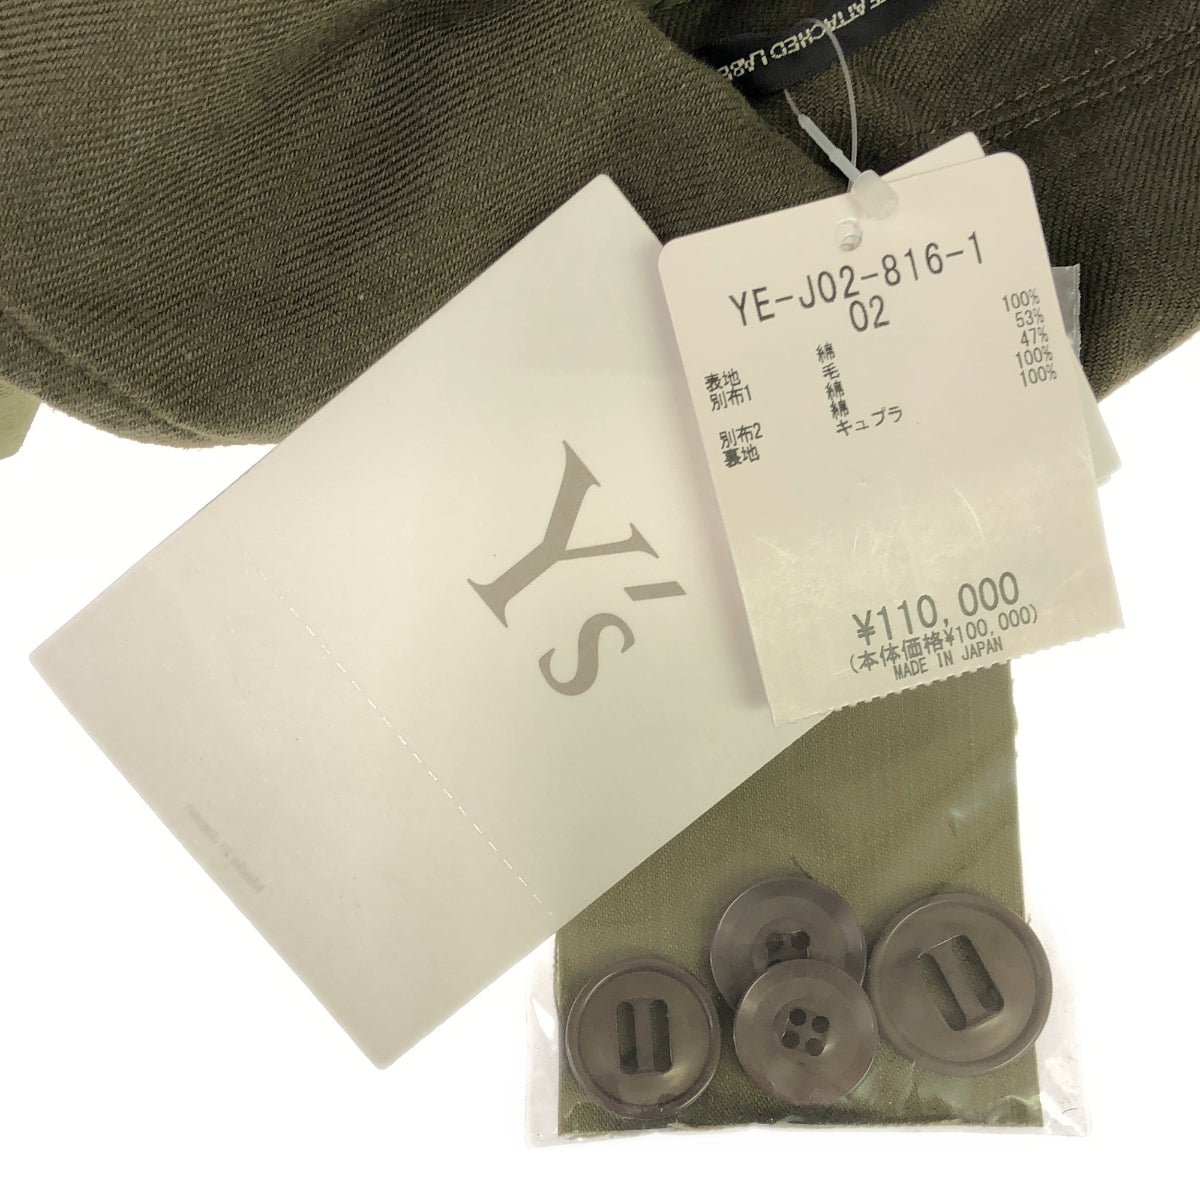 E ATTACHED LABE
YE-J02-816-1
02
表地 綿 100%
別布1 毛 53%
綿 47%
別布2 綿 100%
裏地 キュプラ 100%
¥110,000
(本体価格¥100,000)
MADE IN JAPAN
Y's